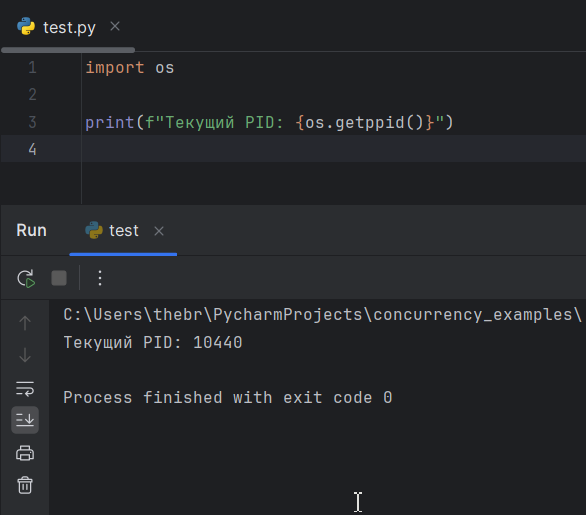 test.py
1 import os
2
3 print(f"Текущий PID: {os.getppid()}")
4
Run test
C:\Users\thebr\PycharmProjects\concurrency_examples\
Текущий PID: 10440
Process finished with exit code 0